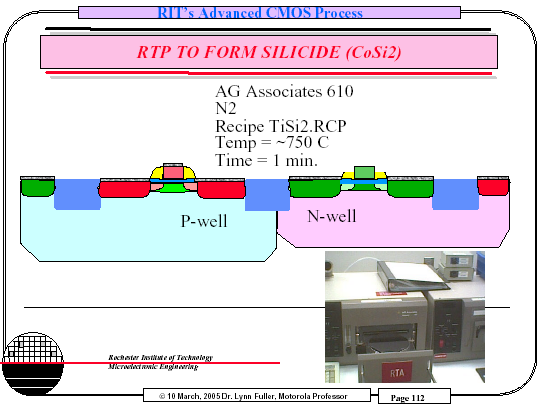 RIT's Advanced CMOS Process
RTP TO FORM SILICIDE (CoSi2)
AG Associates 610
N2
Recipe TiSi2.RCP
Temp = ~750 C
Time = 1 min.
P-well
N-well
RTA
Rochester Institute of Technology
Microelectronic Engineering
© 10 March, 2005 Dr. Lynn Fuller, Motorola Professor
Page 112